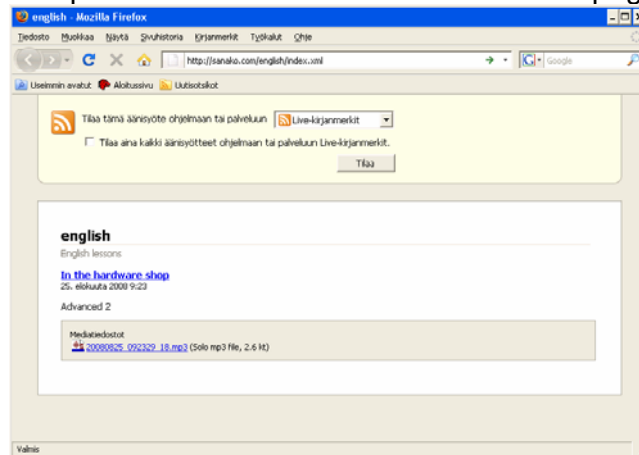 english - Mozilla Firefox
Tiedosto Muokkaa Näytä Sivuhistoria Kirjanmerkit Työkalut Ohje
http://sanako.com/english/index.xml
Google
Useimmin avatut Aloitussivu Uutisotsikot
Tilaa tämä äänisyöte ohjelmaan tai palveluun Live-kirjanmerkit
Tilaa aina kaikki äänisyötteet ohjelmaan tai palveluun Live-kirjanmerkit.
Tilaa
english
English lessons
In the hardware shop
25. elokuuta 2008 9:23
Advanced 2
Mediatiedostot
20080825_092329_18.mp3 (Solo mp3 file, 2.6 kt)
Valmis